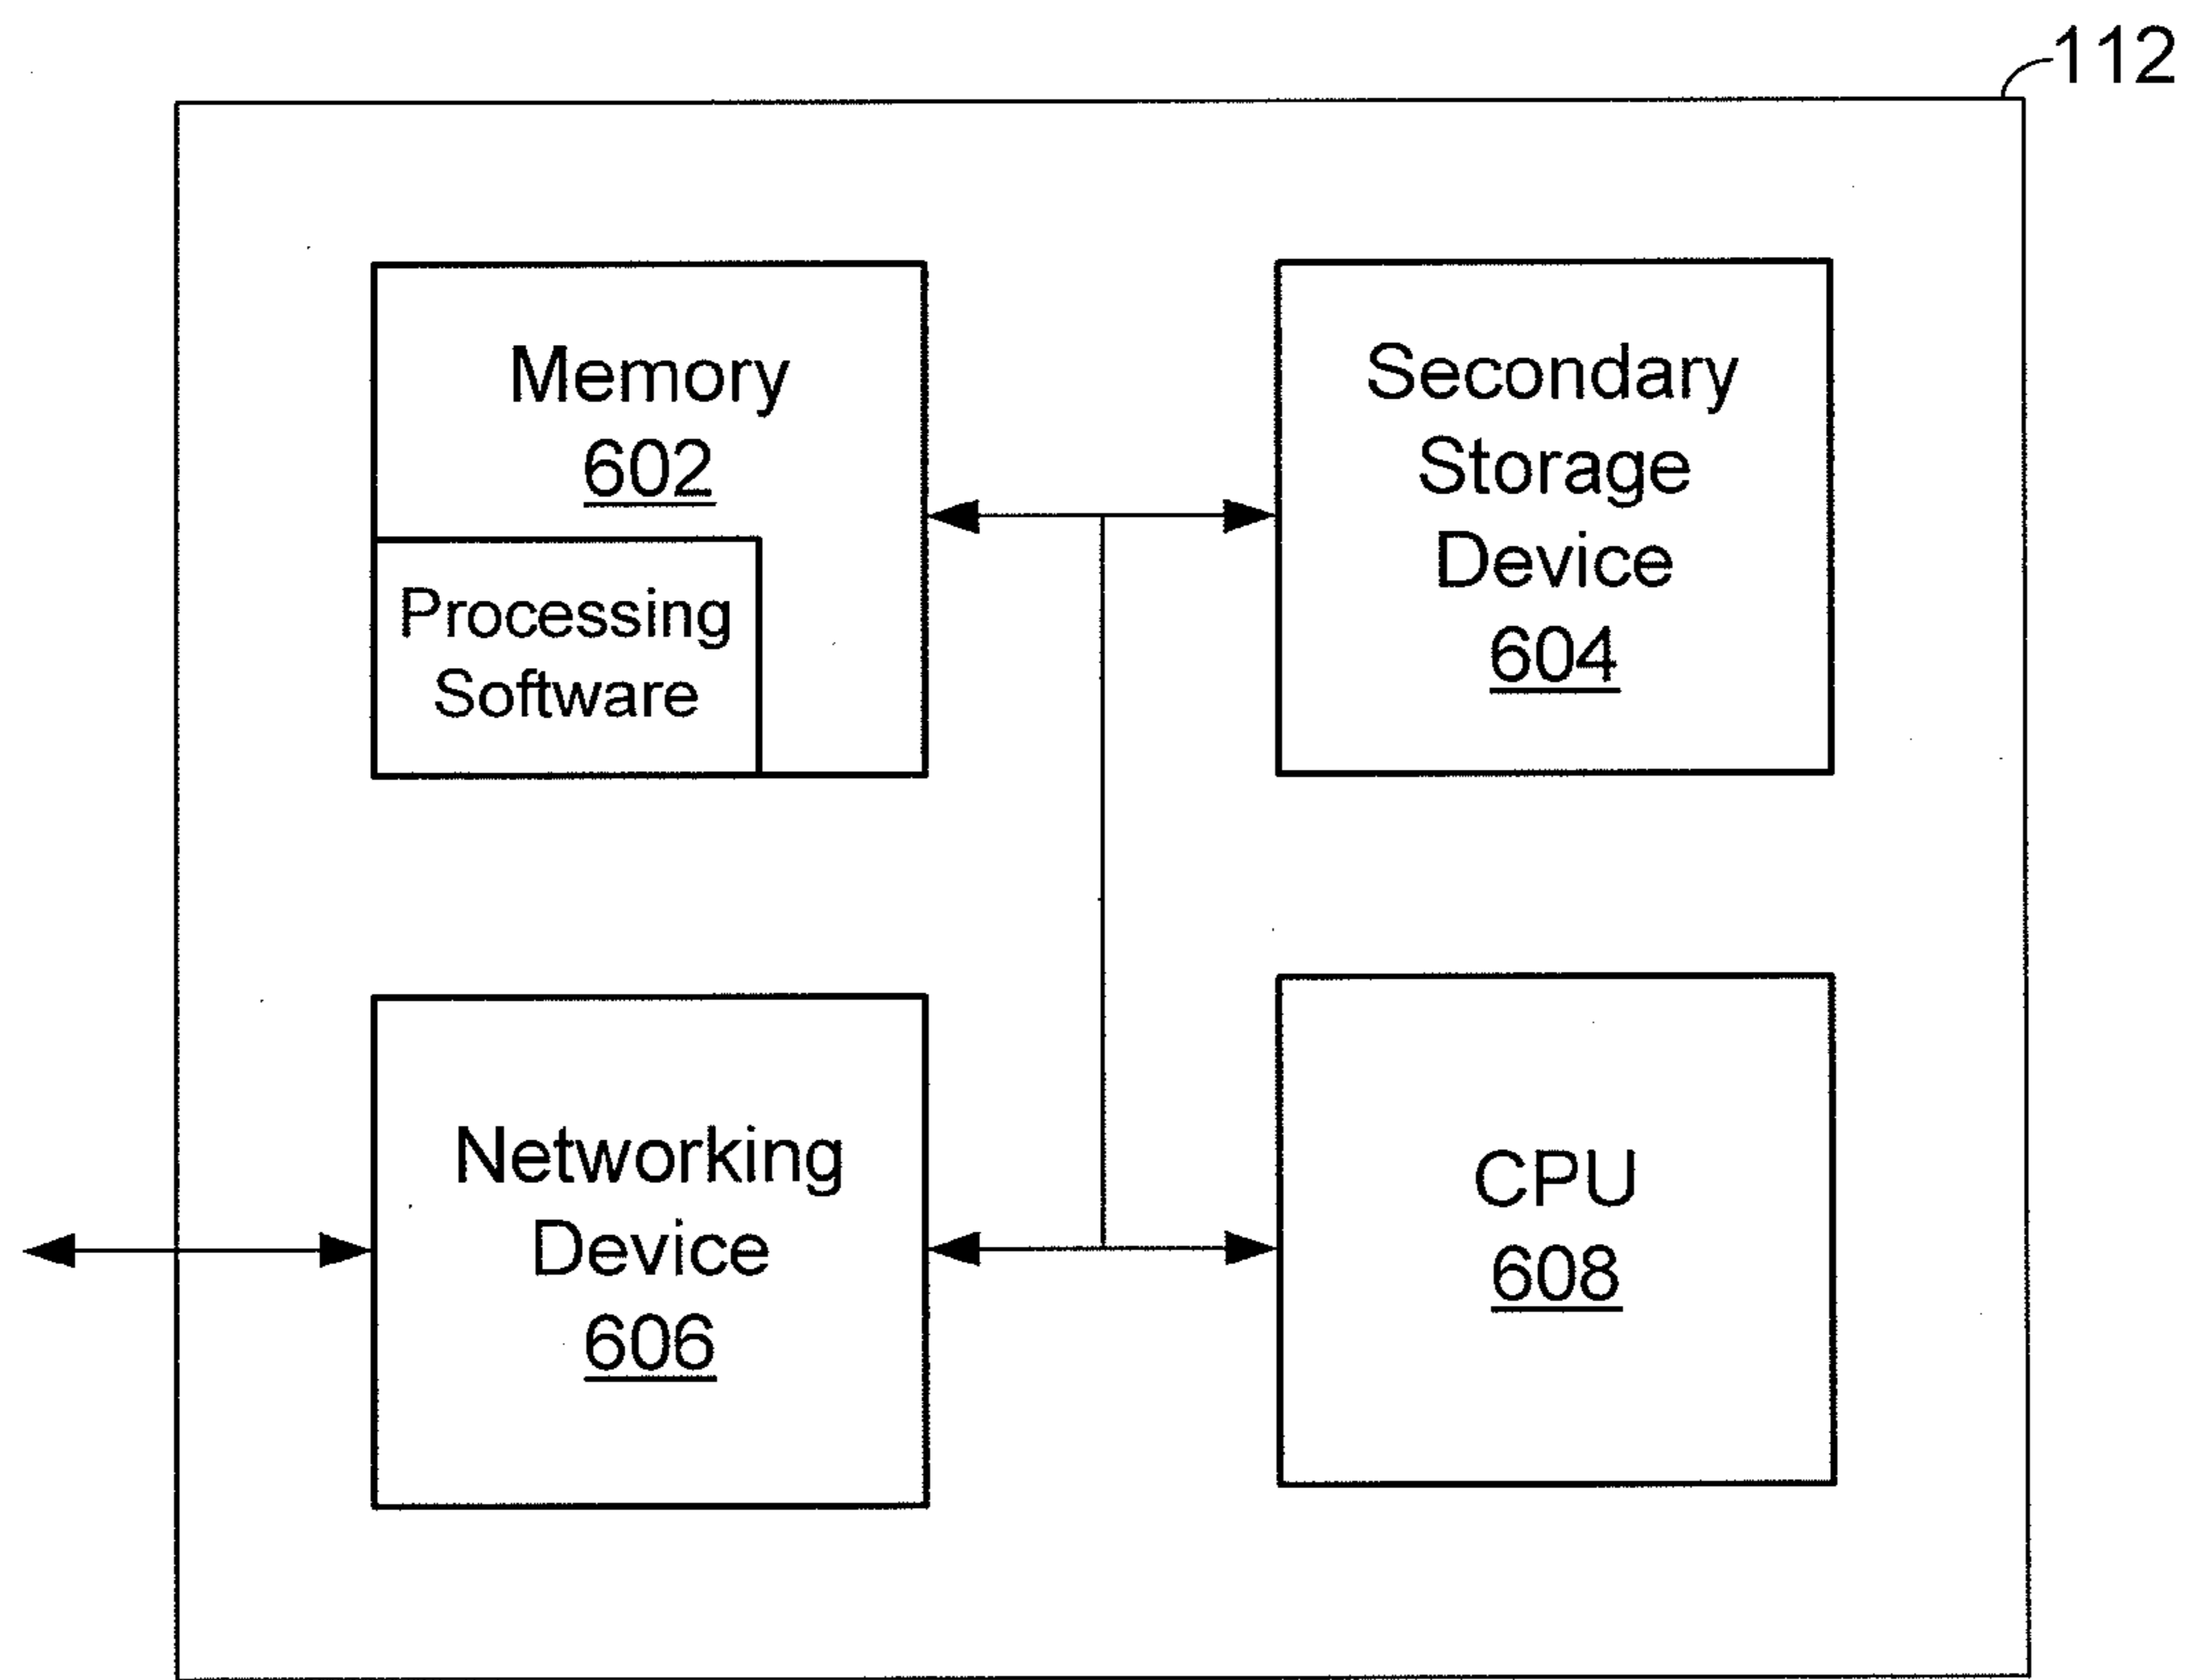 112
Memory
602
Processing
Software
Secondary
Storage
Device
604
Networking
Device
606
CPU
608